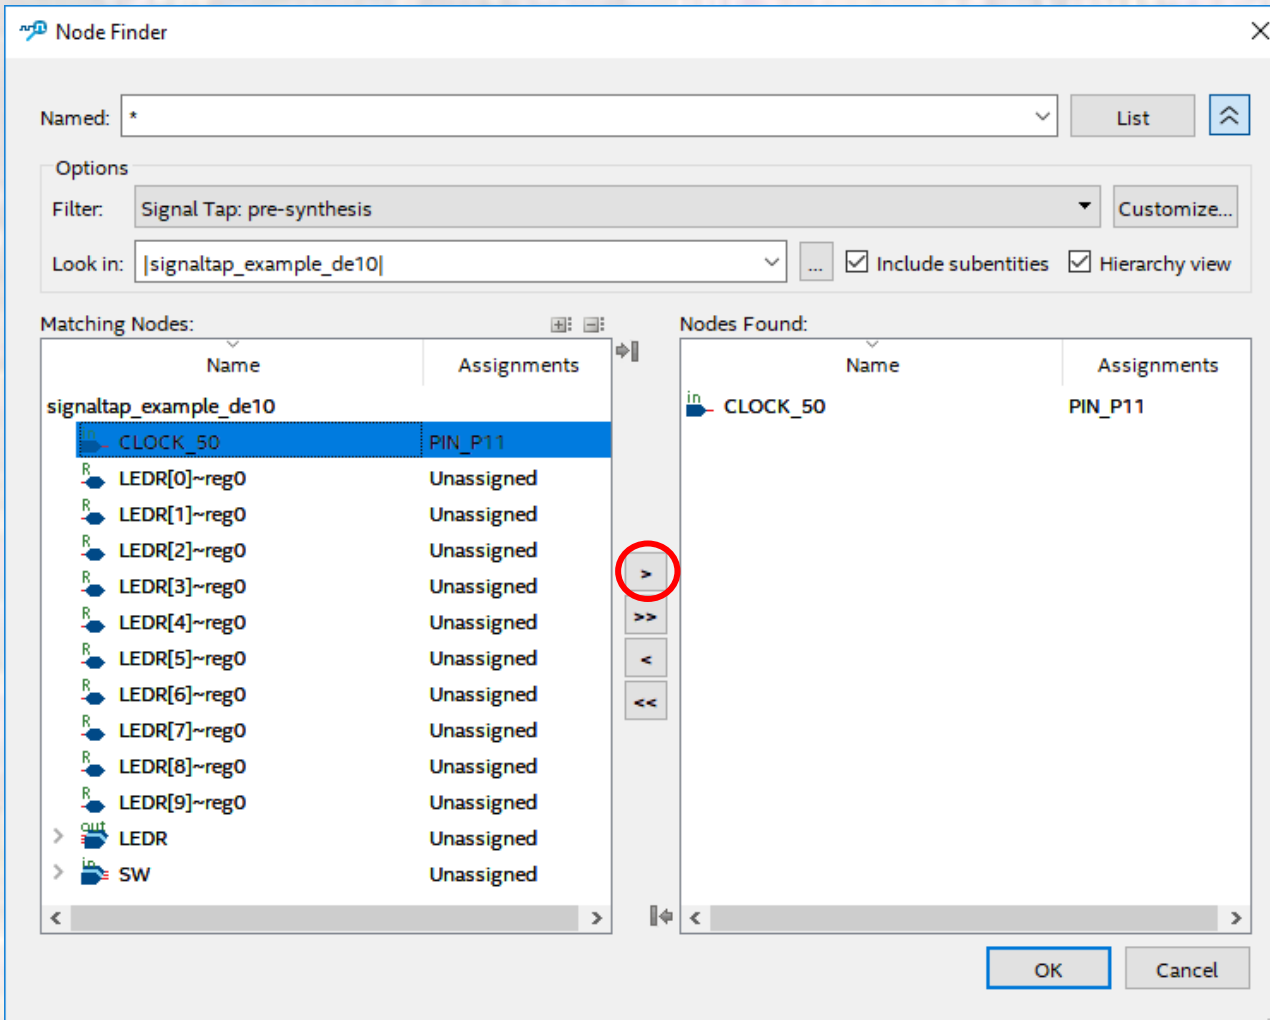 Node Finder
Named: * List
Options
Filter: Signal Tap: pre-synthesis Customize...
Look in: |signaltap_example_de10| ... Include subentities Hierarchy view
Matching Nodes: Nodes Found:
Name Assignments Name Assignments
signaltap_example_de10 in CLOCK_50 PIN_P11
in CLOCK_50 PIN_P11
R LEDR[0]~reg0 Unassigned
R LEDR[1]~reg0 Unassigned
R LEDR[2]~reg0 Unassigned
R LEDR[3]~reg0 Unassigned
>
R LEDR[4]~reg0 Unassigned
>>
R LEDR[5]~reg0 Unassigned
<
R LEDR[6]~reg0 Unassigned
<<
R LEDR[7]~reg0 Unassigned
R LEDR[8]~reg0 Unassigned
R LEDR[9]~reg0 Unassigned
out LEDR Unassigned
in SW Unassigned
OK Cancel